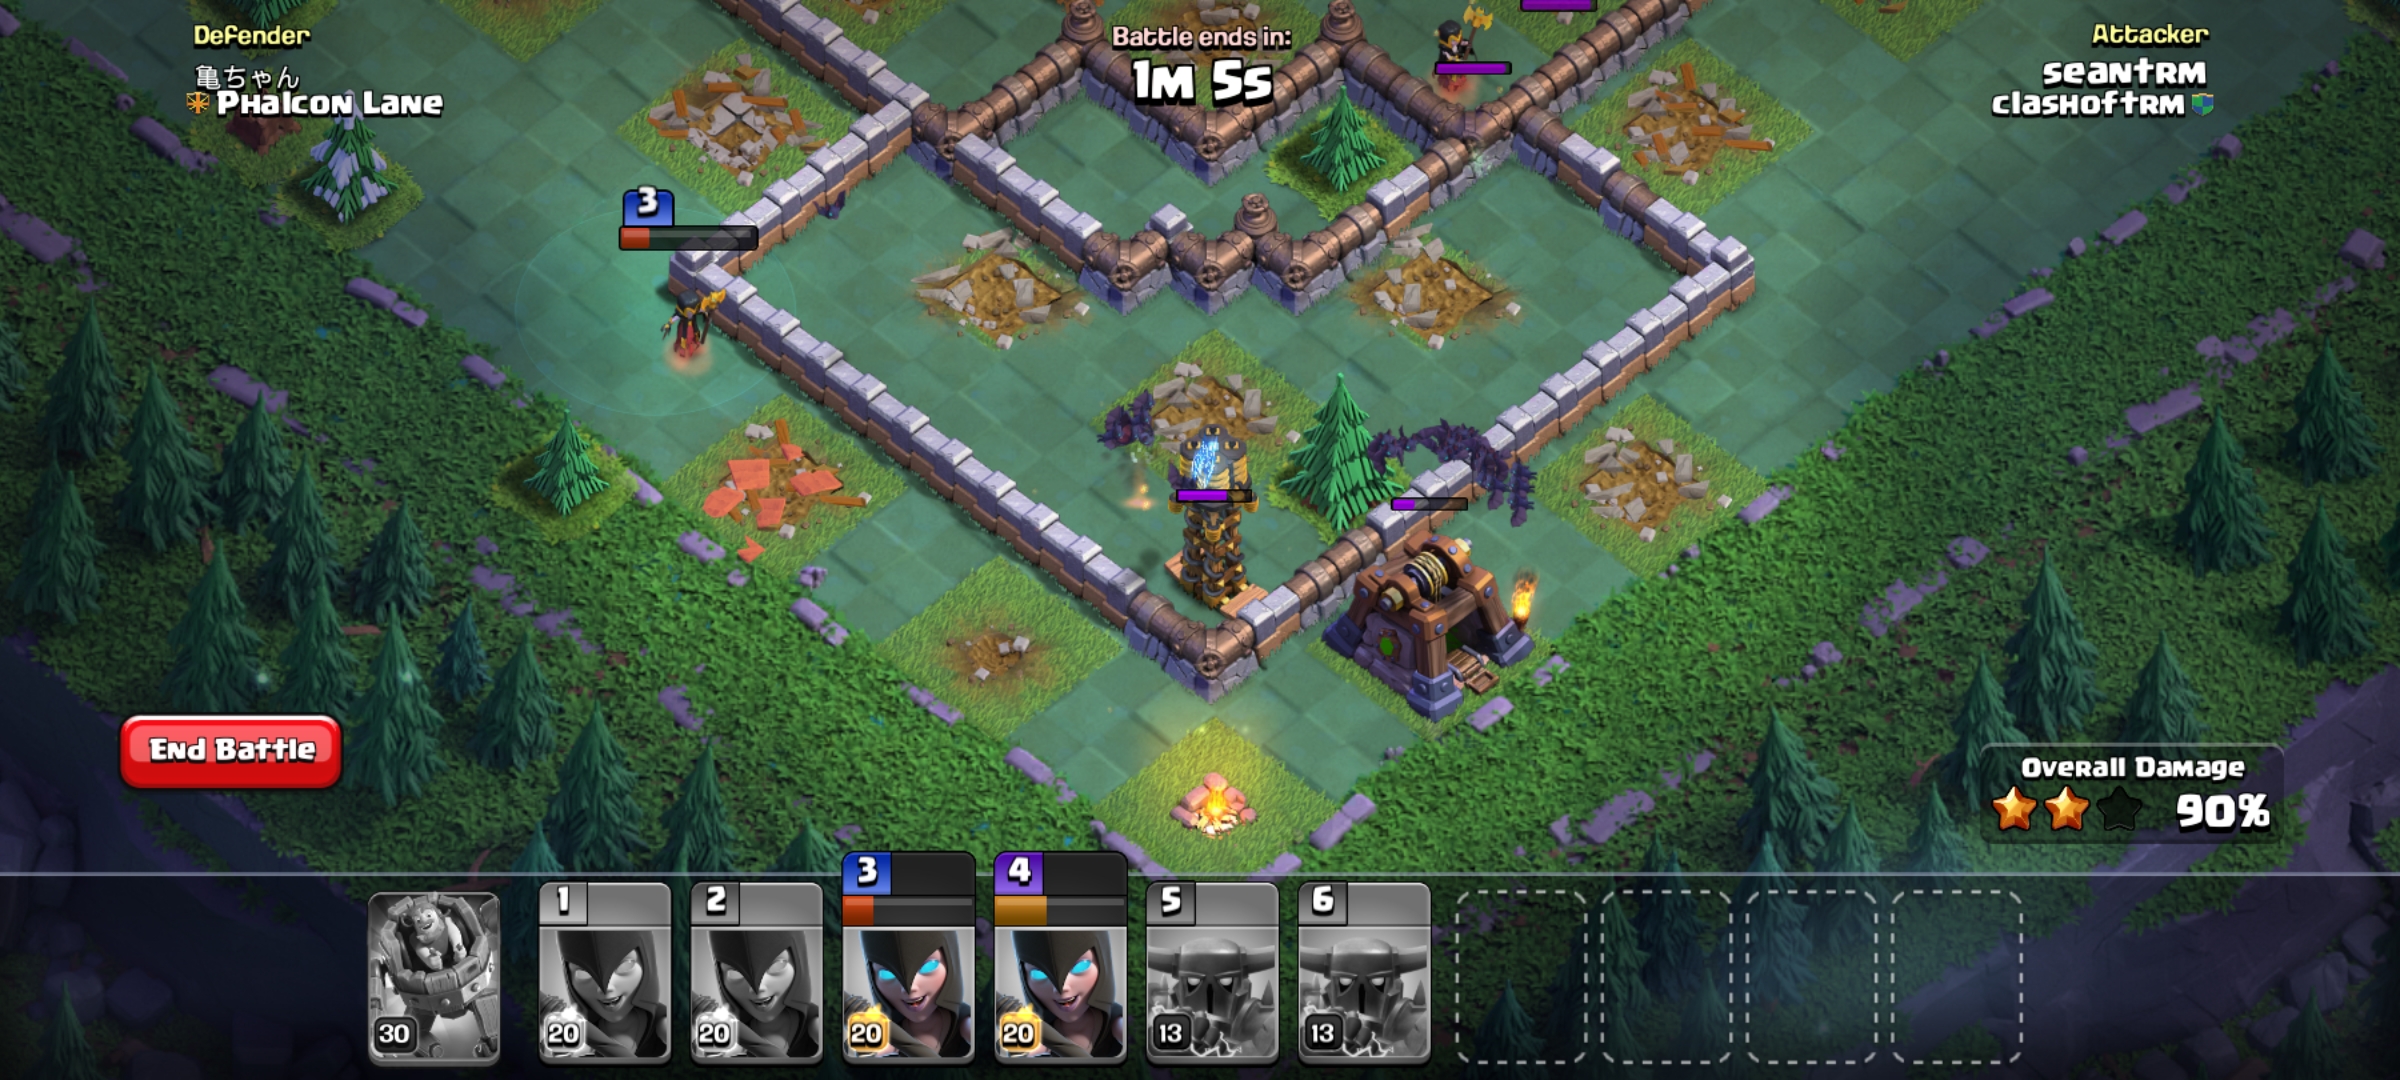 Defender
亀ちゃん
Phalcon Lane
Battle ends in:
1M 5s
Attacker
seantrm
clashoftrm
3
End Battle
Overall Damage
90%
30
1
20
2
20
3
20
4
20
5
13
6
13